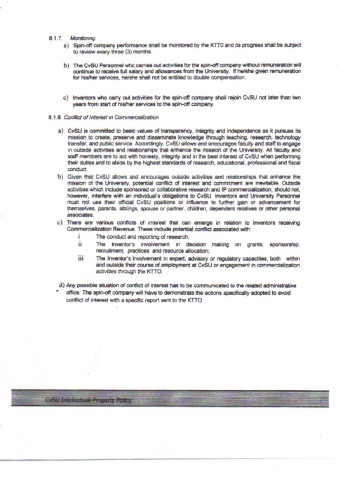 8.1.7. Monitoring
a) Spin-off company performance shall be monitored by the KTTO and its progress shall be subject
to review every three (3) months.
b) The CvSU Personnel who carries out activities for the spin-off company without remuneration will
continue to receive full salary and allowances from the University. If he/she given remuneration
for his/her services, he/she shall not be entitled to double compensation.
c) Inventors who carry out activities for the spin-off shall rejoin CvSU not later than two
years from start of his/her services to the spin-off company.
8.1.8 Conflict of Interest in Commercialization
a) CvSU is committed to basic values of transparency, integrity and independence as it pursues its
mission to create, preserve and disseminate knowledge through teaching, research, technology
transfer, and public service. Accordingly, CvSU allows and encourages faculty and staff to engage
in outside activities and relationships that enhance the mission of the University. All faculty and
staff members are to act with honesty, integrity and in the best interest of CvSU when performing
their duties and to abide by the highest standards of research, educational, professional and fiscal
conduct.
b) Given that CvSU allows and encourages outside activities and relationships that enhance the
mission of the University, potential conflict of interest and commitment are inevitable. Outside
activities which include sponsored or collaborative research and IP commercialization, should not,
however, interfere with an individual's obligations to CvSU. Inventors and University Personnel
must not use their official CvSU positions or influence to further gain or advancement for
themselves, parents, siblings, spouse or partner, children, dependent relatives or other personal
associates.
c) There are various conflicts of interest that can emerge in relation to Inventors receiving
Commercialization Revenue. These include potential conflict associated with:
i The conduct and reporting of research;
ii The Inventor's involvement in decision making on grants, sponsorship,
recruitment, practices and resource allocation;
iii The Inventor's involvement in expert, advisory or regulatory capacities, both within
and outside their course of employment at CvSU or engagement in commercialization
activities through the KTTO;
d) Any possible situation of conflict of interest has to be communicated to the related administrative
office. The spin-off company will have to demonstrate the actions specifically adopted to avoid
conflict of interest with a specific report sent to the KTTO.
CvSU Intellectual Property Policy